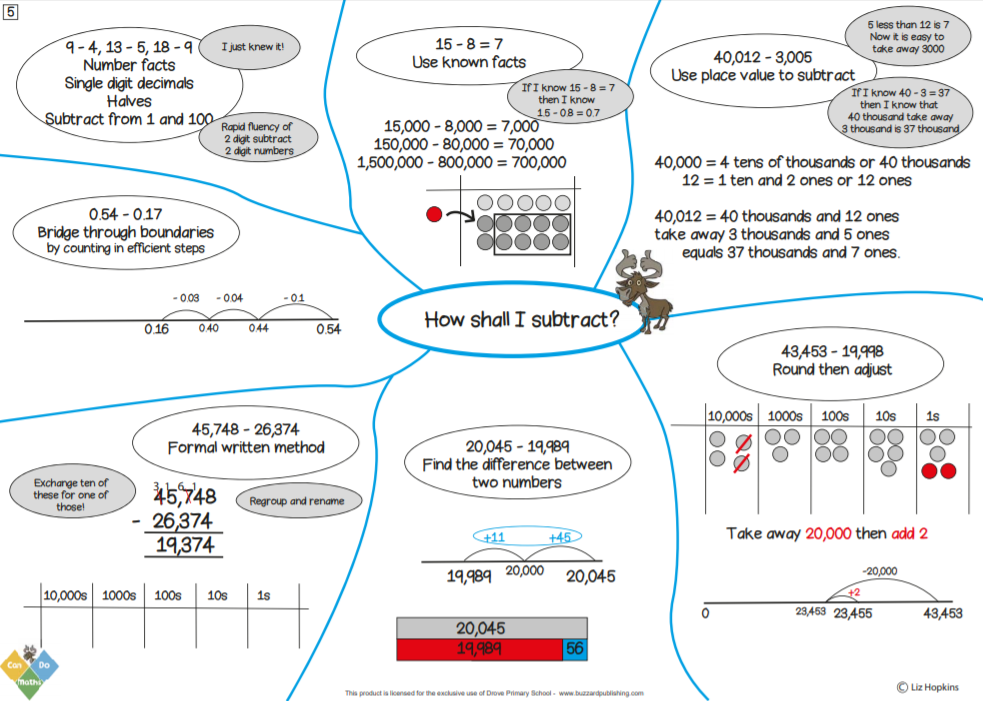 5
9 - 4, 13 - 5, 18 - 9
Number facts
Single digit decimals
Halves
Subtract from 1 and 100
I just knew it!
Rapid fluency of
2 digit subtract
2 digit numbers
15 - 8 = 7
Use known facts
If I know 15 - 8 = 7
then I know
1.5 - 0.8 = 0.7
15,000 - 8,000 = 7,000
150,000 - 80,000 = 70,000
1,500,000 - 800,000 = 700,000
40,012 - 3,005
Use place value to subtract
5 less than 12 is 7
Now it is easy to
take away 3000
If I know 40 - 3 = 37
then I know that
40 thousand take away
3 thousand is 37 thousand
40,000 = 4 tens of thousands or 40 thousands
12 = 1 ten and 2 ones or 12 ones
40,012 = 40 thousands and 12 ones
take away 3 thousands and 5 ones
equals 37 thousands and 7 ones.
0.54 - 0.17
Bridge through boundaries
by counting in efficient steps
- 0.03 - 0.04 - 0.1
0.16 0.40 0.44 0.54
How shall I subtract?
43,453 - 19,998
Round then adjust
10,000s 1000s 100s 10s 1s
Take away 20,000 then add 2
-20,000
+2
0 23,453 23,455 43,453
45,748 - 26,374
Formal written method
Exchange ten of
these for one of
those!
Regroup and rename
3 1 6 1
45,748
- 26,374
19,374
10,000s 1000s 100s 10s 1s
20,045 - 19,989
Find the difference between
two numbers
+11 +45
19,989 20,000 20,045
20,045
19,989 56
Can Do
Maths
This product is licensed for the exclusive use of Drove Primary School - www.buzzardpublishing.com
© Liz Hopkins